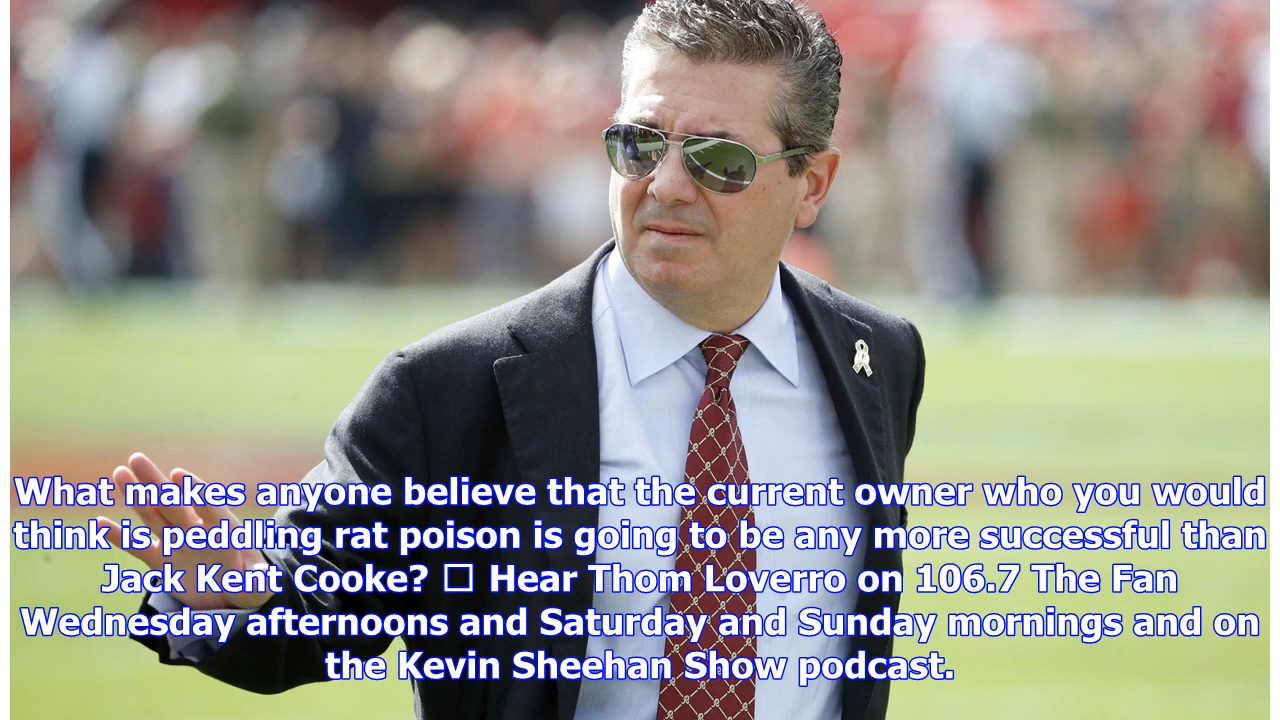 What makes anyone believe that the current owner who you would
think is peddling rat poison is going to be any more successful than
Jack Kent Cooke? □ Hear Thom Loverro on 106.7 The Fan
Wednesday afternoons and Saturday and Sunday mornings and on
the Kevin Sheehan Show podcast.